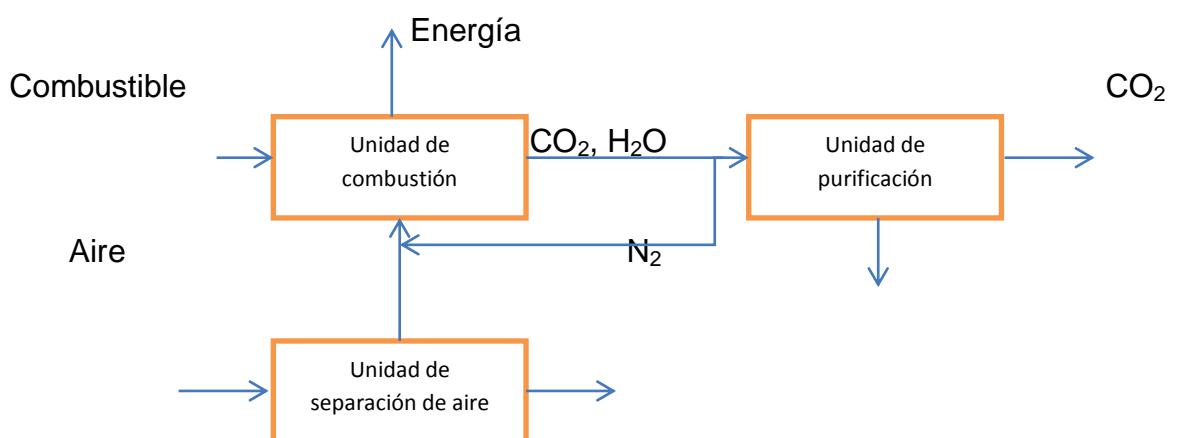 Energía
Combustible
CO₂
Unidad de
combustión
CO₂, H₂O
Unidad de
purificación
Aire
N₂
Unidad de
separación de aire